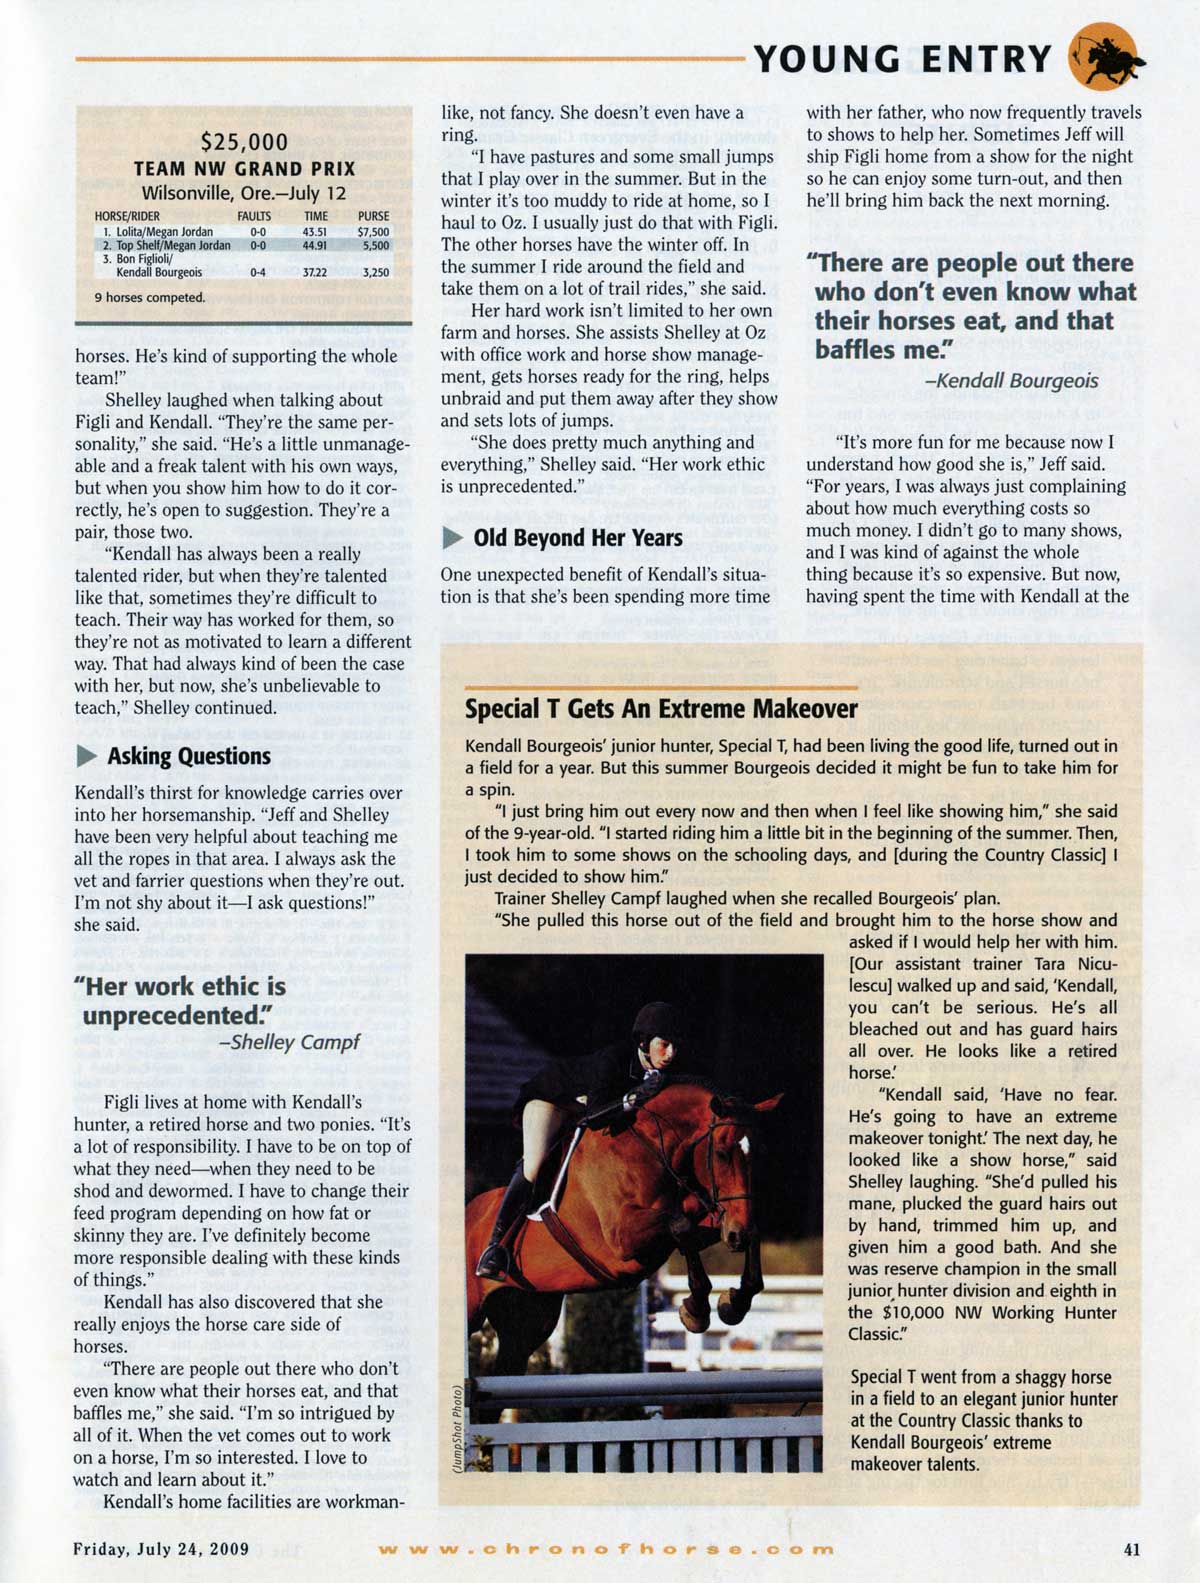 YOUNG ENTRY
$25,000
TEAM NW GRAND PRIX
Wilsonville, Ore.—July 12
HORSE/RIDER FAULTS TIME PURSE
1. Lolita/Megan Jordan 0-0 43.51 $7,500
2. Top Shelf/Megan Jordan 0-0 44.91 5,500
3. Bon Figlioli/
Kendall Bourgeois 0-4 37.22 3,250
9 horses competed.
horses. He's kind of supporting the whole
team!"
Shelley laughed when talking about
Figli and Kendall. "They're the same per-
sonality," she said. "He's a little unmanage-
able and a freak talent with his own ways,
but when you show him how to do it cor-
rectly, he's open to suggestion. They're a
pair, those two.
"Kendall has always been a really
talented rider, but when they're talented
like that, sometimes they're difficult to
teach. Their way has worked for them, so
they're not as motivated to learn a different
way. That had always kind of been the case
with her, but now, she's unbelievable to
teach," Shelley continued.
Asking Questions
Kendall's thirst for knowledge carries over
into her horsemanship. "Jeff and Shelley
have been very helpful about teaching me
all the ropes in that area. I always ask the
vet and farrier questions when they're out.
I'm not shy about it—I ask questions!"
she said.
"Her work ethic is
unprecedented."
–Shelley Campf
Figli lives at home with Kendall's
hunter, a retired horse and two ponies. "It's
a lot of responsibility. I have to be on top of
what they need—when they need to be
shod and dewormed. I have to change their
feed program depending on how fat or
skinny they are. I've definitely become
more responsible dealing with these kinds
of things."
Kendall has also discovered that she
really enjoys the horse care side of
horses.
"There are people out there who don't
even know what their horses eat, and that
baffles me," she said. "I'm so intrigued by
all of it. When the vet comes out to work
on a horse, I'm so interested. I love to
watch and learn about it."
Kendall's home facilities are workman-
like, not fancy. She doesn't even have a
ring.
"I have pastures and some small jumps
that I play over in the summer. But in the
winter it's too muddy to ride at home, so I
haul to Oz. I usually just do that with Figli.
The other horses have the winter off. In
the summer I ride around the field and
take them on a lot of trail rides," she said.
Her hard work isn't limited to her own
farm and horses. She assists Shelley at Oz
with office work and horse show manage-
ment, gets horses ready for the ring, helps
unbraid and put them away after they show
and sets lots of jumps.
"She does pretty much anything and
everything," Shelley said. "Her work ethic
is unprecedented."
Old Beyond Her Years
One unexpected benefit of Kendall's situa-
tion is that she's been spending more time
with her father, who now frequently travels
to shows to help her. Sometimes Jeff will
ship Figli home from a show for the night
so he can enjoy some turn-out, and then
he'll bring him back the next morning.
"There are people out there
who don't even know what
their horses eat, and that
baffles me."
–Kendall Bourgeois
"It's more fun for me because now I
understand how good she is," Jeff said.
"For years, I was always just complaining
about how much everything costs so
much money. I didn't go to many shows,
and I was kind of against the whole
thing because it's so expensive. But now,
having spent the time with Kendall at the
Special T Gets An Extreme Makeover
Kendall Bourgeois' junior hunter, Special T, had been living the good life, turned out in
a field for a year. But this summer Bourgeois decided it might be fun to take him for
a spin.
"I just bring him out every now and then when I feel like showing him," she said
of the 9-year-old. "I started riding him a little bit in the beginning of the summer. Then,
I took him to some shows on the schooling days, and [during the Country Classic] I
just decided to show him."
Trainer Shelley Campf laughed when she recalled Bourgeois' plan.
"She pulled this horse out of the field and brought him to the horse show and
asked if I would help her with him.
[Our assistant trainer Tara Nicu-
lescu] walked up and said, 'Kendall,
you can't be serious. He's all
bleached out and has guard hairs
all over. He looks like a retired
horse.'
"Kendall said, 'Have no fear.
He's going to have an extreme
makeover tonight.' The next day, he
looked like a show horse," said
Shelley laughing. "She'd pulled his
mane, plucked the guard hairs out
by hand, trimmed him up, and
given him a good bath. And she
was reserve champion in the small
junior hunter division and eighth in
the $10,000 NW Working Hunter
Classic."
Special T went from a shaggy horse
in a field to an elegant junior hunter
at the Country Classic thanks to
Kendall Bourgeois' extreme
makeover talents.
(JumpShot Photo)
Friday, July 24, 2009
www.chronofhorse.com
41